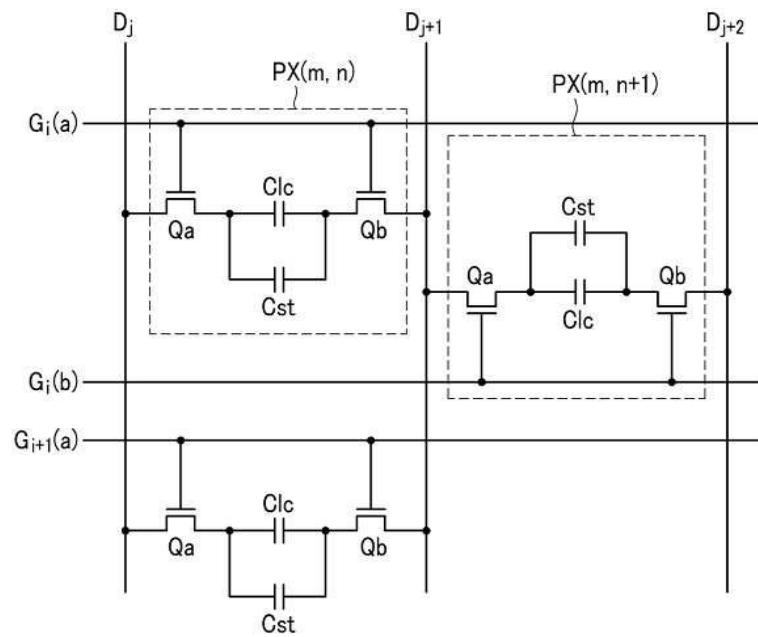 Dj Dj+1 Dj+2
PX(m, n)
PX(m, n+1)
Gi(a)
Clc
Qa Qb
Cst
Cst
Qa Qb
Clc
Gi(b)
Gi+1(a)
Clc
Qa Qb
Cst